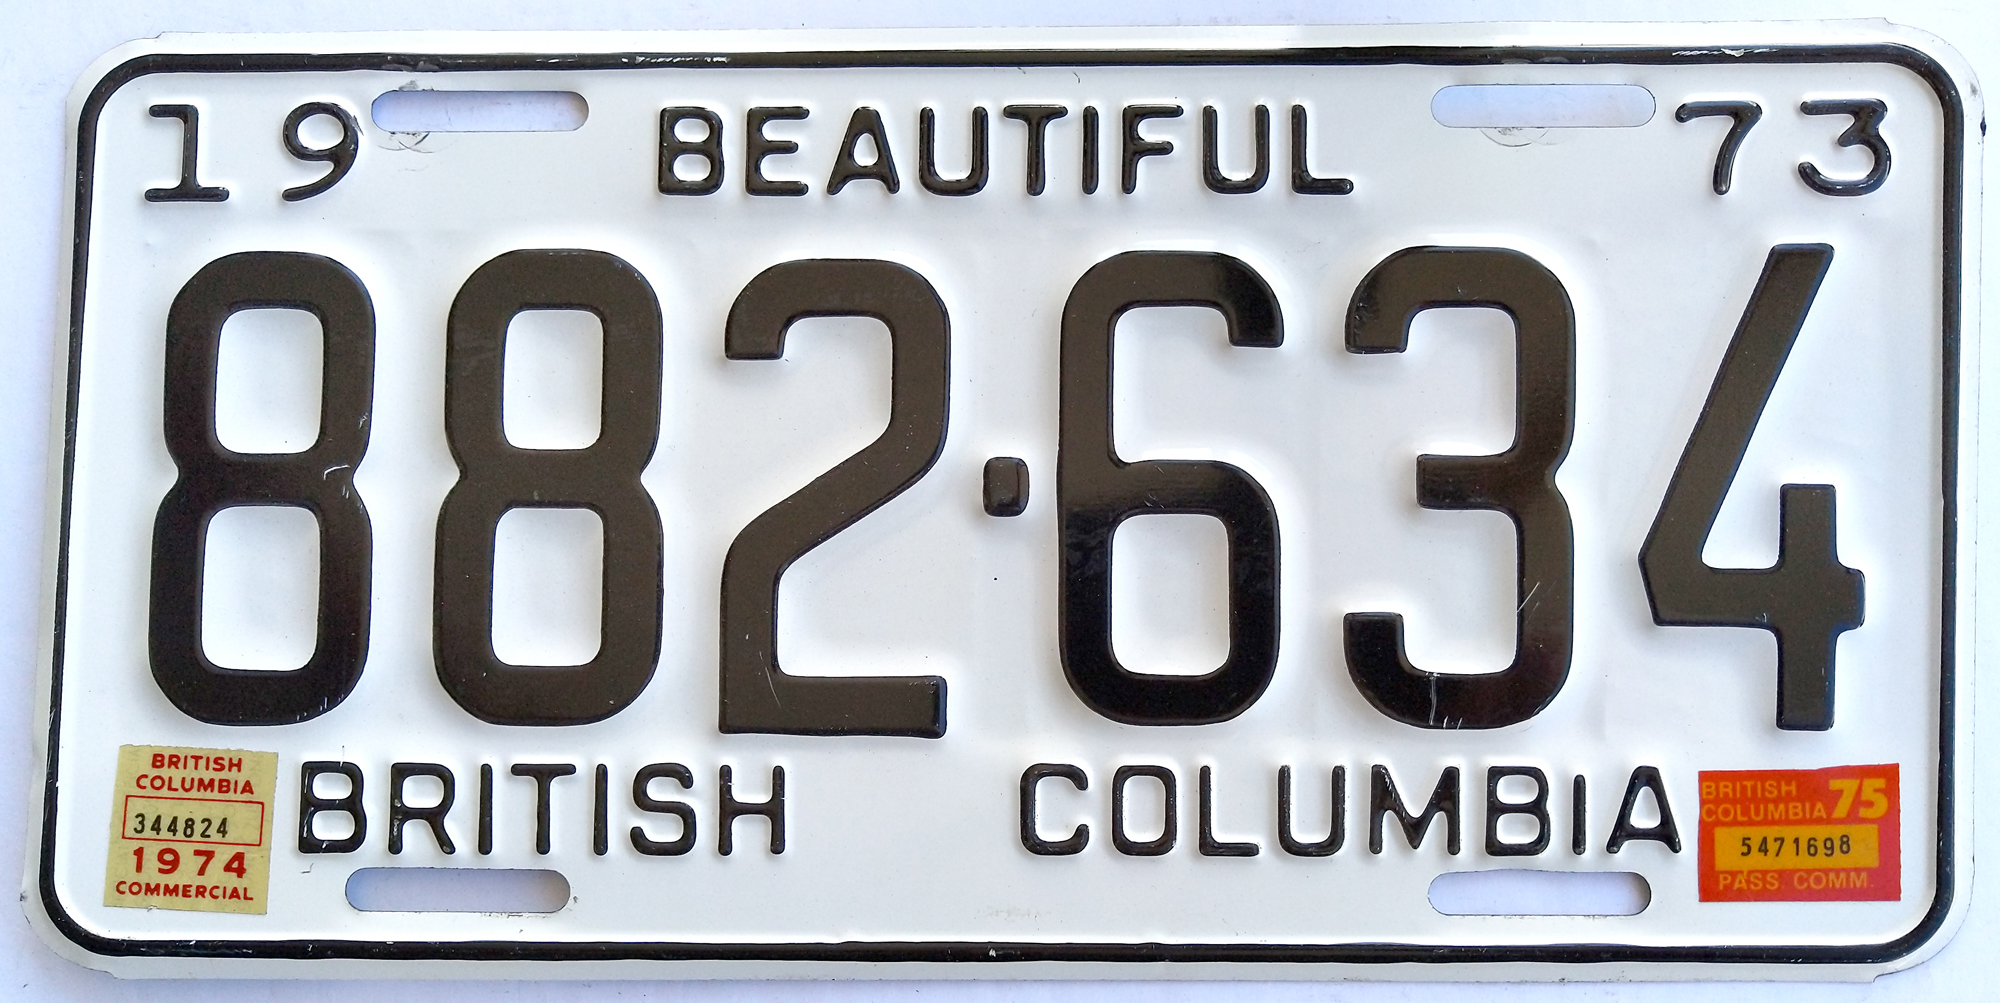 19 BEAUTIFUL 73
882·634
BRITISH COLUMBIA
BRITISH
COLUMBIA
344824
1974
COMMERCIAL
BRITISH
COLUMBIA 75
5471698
PASS COMM.